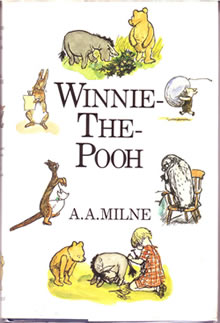 WINNIE-
THE-
POOH
A.A.MILNE